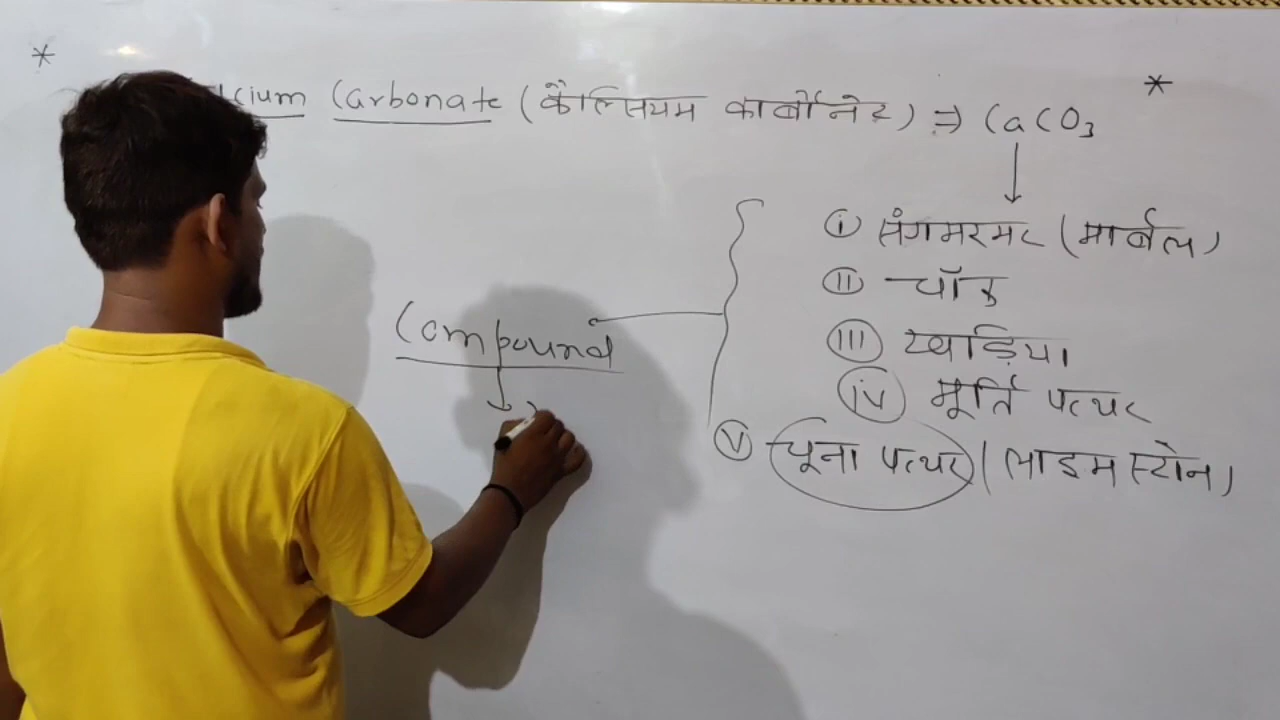 * *
lcium Carbonate (कैल्सियम कार्बोनेट) ⇒ CaCO₃
↓
(i) संगमरमर (मार्बल)
(ii) चॉक
(iii) खड़िया
Compound
(iv) मूर्ति पत्थर
(v) चूना पत्थर (लाइम स्टोन)